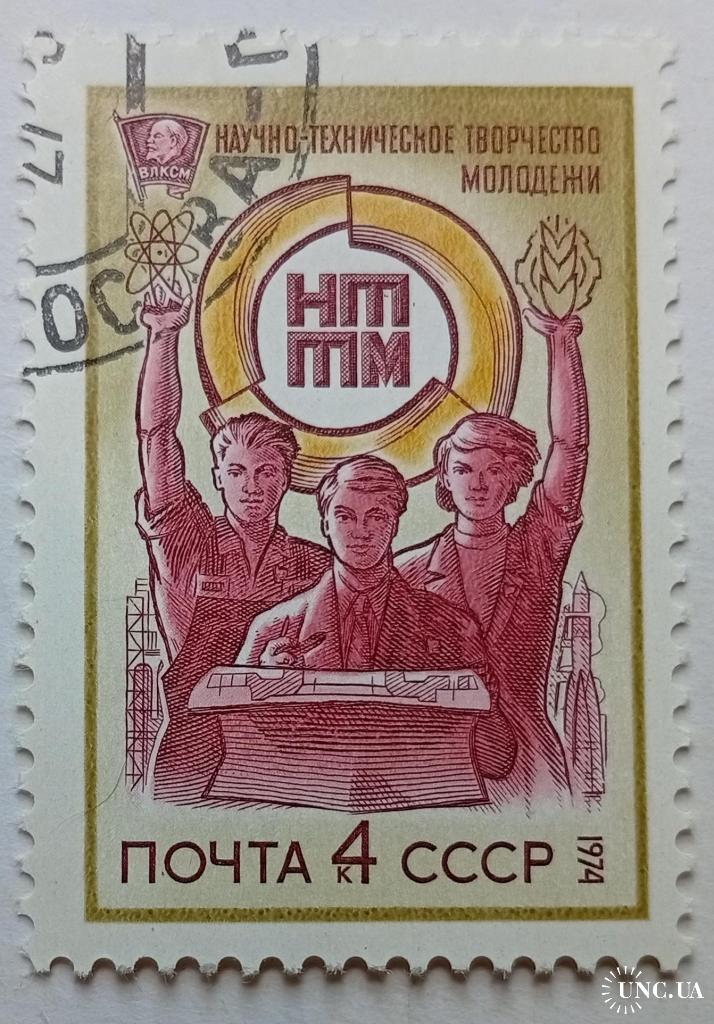 ВЛКСМ
НАУЧНО-ТЕХНИЧЕСКОЕ ТВОРЧЕСТВО
МОЛОДЕЖИ
НТ
ТМ
ПОЧТА 4 К СССР
1974
UNC.UA